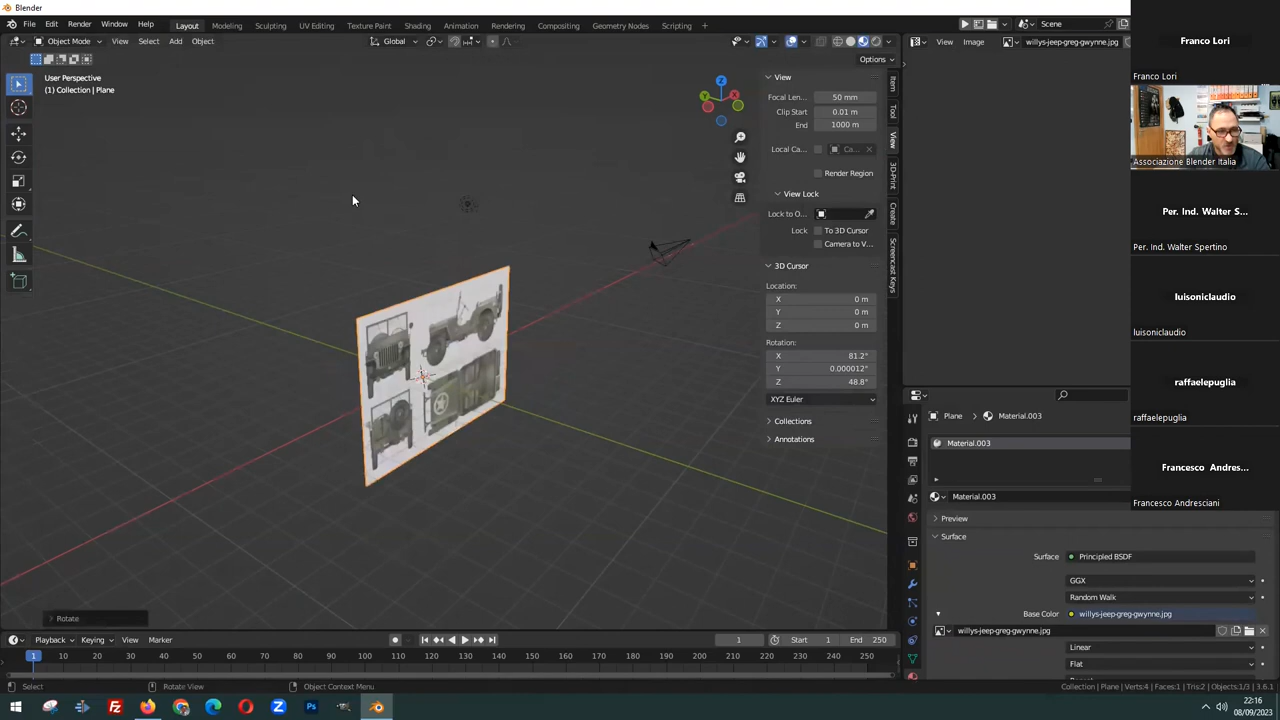 Blender
File Edit Render Window Help Layout Modeling Sculpting UV Editing Texture Paint Shading Animation Rendering Compositing Geometry Nodes Scripting + Scene
Object Mode View Select Add Object Global View Image willys-jeep-greg-gwynne.jpg
Options
User Perspective
(1) Collection | Plane
View
Focal Len... 50 mm
Clip Start 0.01 m
End 1000 m
Local Ca... Ca...
Render Region
View Lock
Lock to O...
Lock To 3D Cursor
Camera to V...
3D Cursor
Location:
X 0 m
Y 0 m
Z 0 m
Rotation:
X 81.2°
Y 0.000012°
Z 48.8°
XYZ Euler
Collections
Annotations
Item
Tool
View
3D-Print
Create
Screencast Keys
X
Y
Z
Rotate
Plane Material.003
Material.003
Material.003
Preview
Surface
Surface Principled BSDF
GGX
Random Walk
Base Color willys-jeep-greg-gwynne.jpg
willys-jeep-greg-gwynne.jpg
Linear
Flat
Playback Keying View Marker 1 Start 1 End 250
1 10 20 30 40 50 60 70 80 90 100 110 120 130 140 150 160 170 180 190 200 210 220 230 240 250
Select Rotate View Object Context Menu Collection | Plane | Verts:4 | Faces:1 | Tris:2 | Objects:1/3 | 3.6.1
22:16
08/09/2023
Franco Lori
Franco Lori
Associazione Blender Italia
Per. Ind. Walter S...
Per. Ind. Walter Spertino
luisoniclaudio
luisoniclaudio
raffaelepuglia
raffaelepuglia
Francesco Andres...
Francesco Andresciani